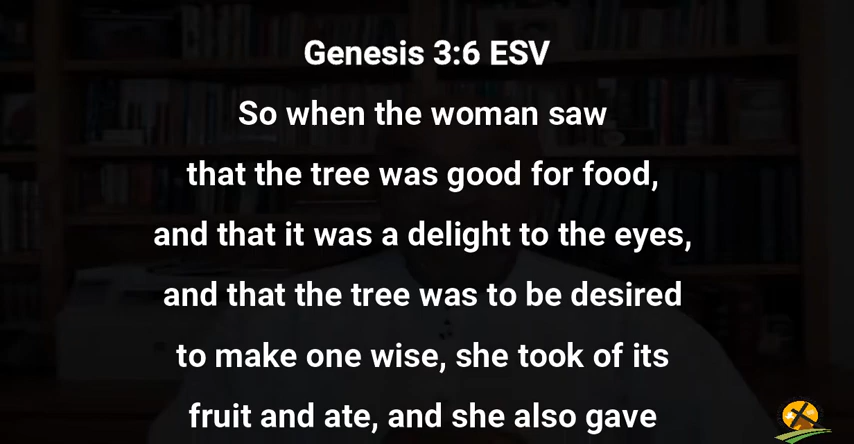 Genesis 3:6 ESV
So when the woman saw
that the tree was good for food,
and that it was a delight to the eyes,
and that the tree was to be desired
to make one wise, she took of its
fruit and ate, and she also gave